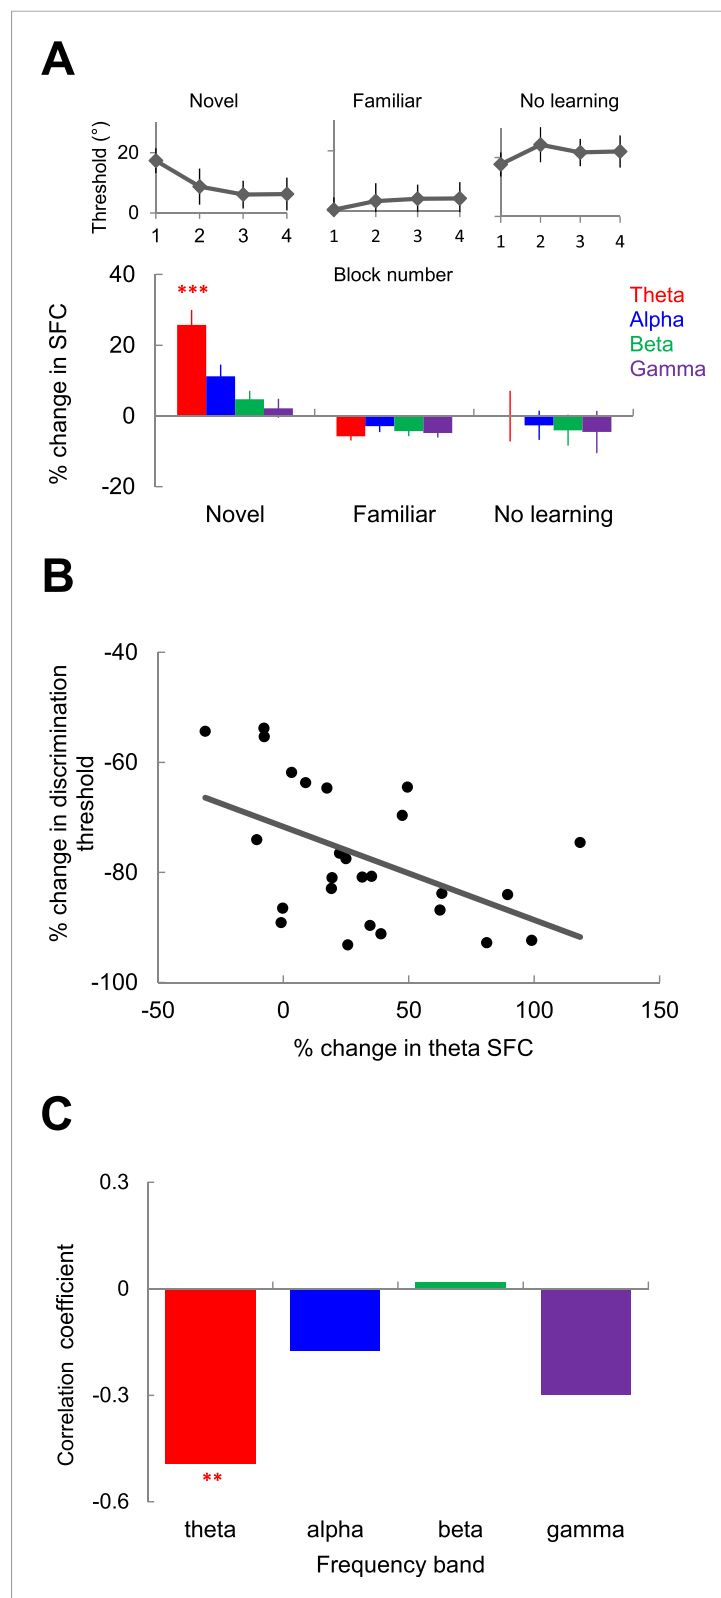 A
Novel
Familiar
No learning
Threshold (°)
20
0
1 2 3 4
1 2 3 4
1 2 3 4
Block number
% change in SFC
40
20
0
-20
***
Theta
Alpha
Beta
Gamma
Novel
Familiar
No learning
B
% change in discrimination
threshold
-40
-60
-80
-100
-50 0 50 100 150
% change in theta SFC
C
Correlation coefficient
0.3
0
-0.3
-0.6
**
theta alpha beta gamma
Frequency band